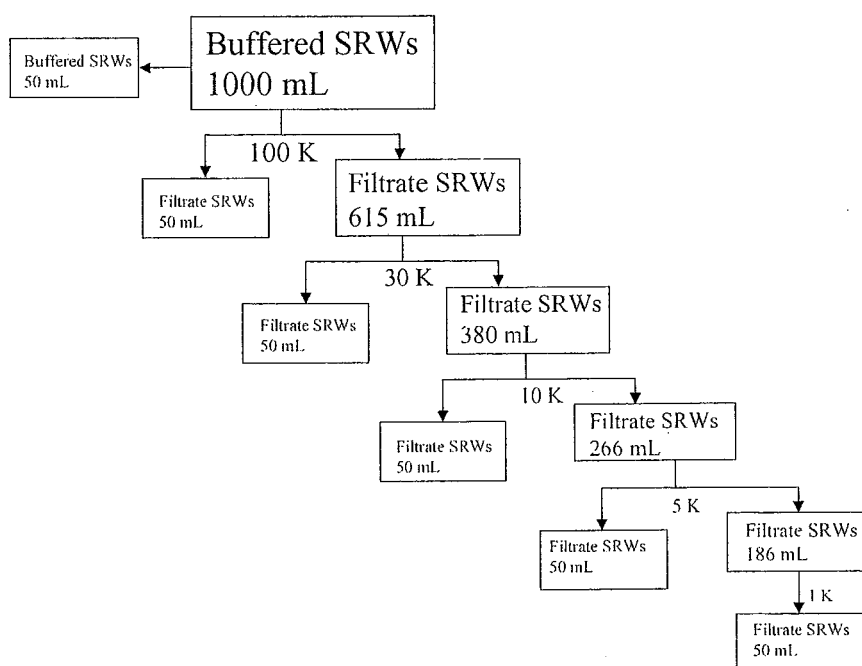 Buffered SRWs
1000 mL
Buffered SRWs
50 mL
100 K
Filtrate SRWs
50 mL
Filtrate SRWs
615 mL
30 K
Filtrate SRWs
50 mL
Filtrate SRWs
380 mL
10 K
Filtrate SRWs
50 mL
Filtrate SRWs
266 mL
5 K
Filtrate SRWs
50 mL
Filtrate SRWs
186 mL
1 K
Filtrate SRWs
50 mL